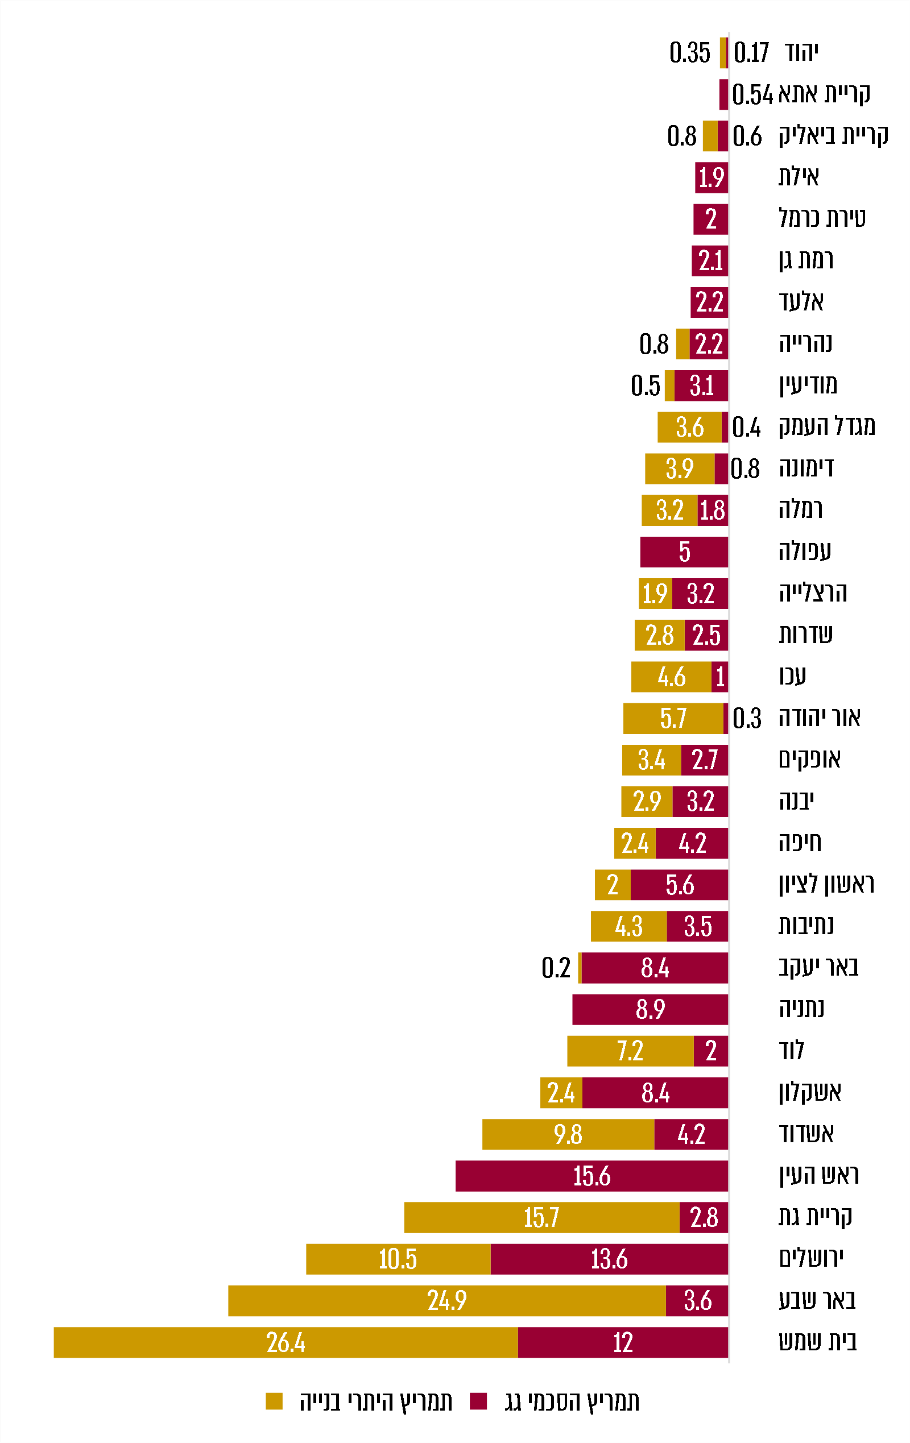 יהוד 0.17 0.35
קריית אתא 0.54
קריית ביאליק 0.6 0.8
אילת 1.9
טירת כרמל 2
רמת גן 2.1
אלעד 2.2
נהרייה 2.2 0.8
מודיעין 3.1 0.5
מגדל העמק 0.4 3.6
דימונה 0.8 3.9
רמלה 1.8 3.2
עפולה 5
הרצלייה 3.2 1.9
שדרות 2.5 2.8
עכו 1 4.6
אור יהודה 0.3 5.7
אופקים 2.7 3.4
יבנה 3.2 2.9
חיפה 4.2 2.4
ראשון לציון 5.6 2
נתיבות 3.5 4.3
באר יעקב 8.4 0.2
נתניה 8.9
לוד 2 7.2
אשקלון 8.4 2.4
אשדוד 4.2 9.8
ראש העין 15.6
קריית גת 2.8 15.7
ירושלים 13.6 10.5
באר שבע 3.6 24.9
בית שמש 12 26.4
תמריץ הסכמי גג תמריץ היתרי בנייה